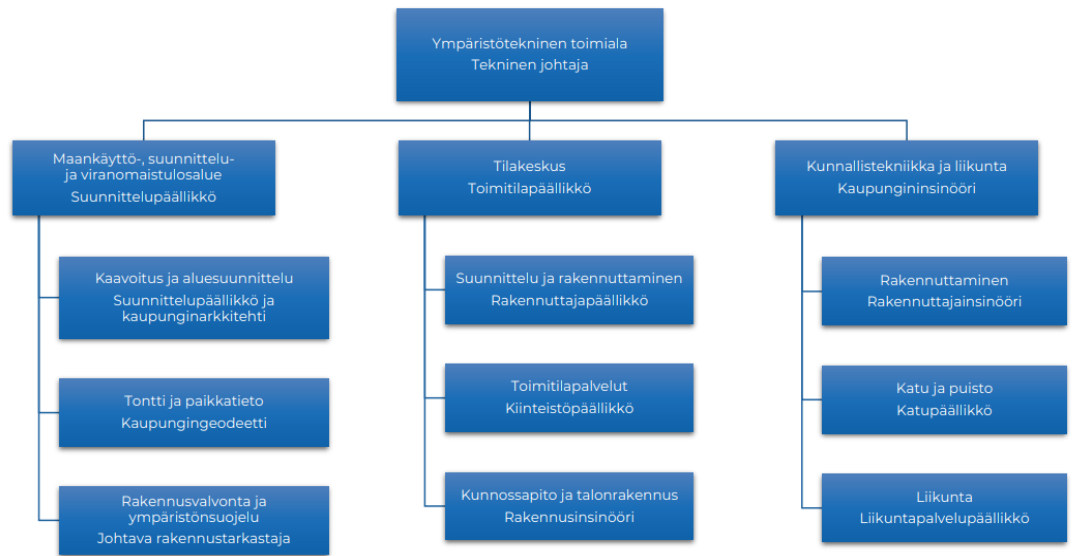 Ympäristötekninen toimiala
Tekninen johtaja
Maankäyttö-, suunnittelu-
ja viranomaistulosalue
Suunnittelupäällikkö
Kaavoitus ja aluesuunnittelu
Suunnittelupäällikkö ja
kaupunginarkkitehti
Tontti ja paikkatieto
Kaupungingeodeetti
Rakennusvalvonta ja
ympäristönsuojelu
Johtava rakennustarkastaja
Tilakeskus
Toimitilapäällikkö
Suunnittelu ja rakennuttaminen
Rakennuttajapäällikkö
Toimitilapalvelut
Kiinteistöpäällikkö
Kunnossapito ja talonrakennus
Rakennusinsinööri
Kunnallistekniikka ja liikunta
Kaupungininsinööri
Rakennuttaminen
Rakennuttajainsinööri
Katu ja puisto
Katupäällikkö
Liikunta
Liikuntapalvelupäällikkö